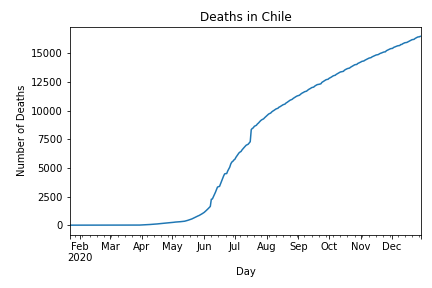 Deaths in Chile
Number of Deaths
15000
12500
10000
7500
5000
2500
0
Feb Mar Apr May Jun Jul Aug Sep Oct Nov Dec
2020
Day